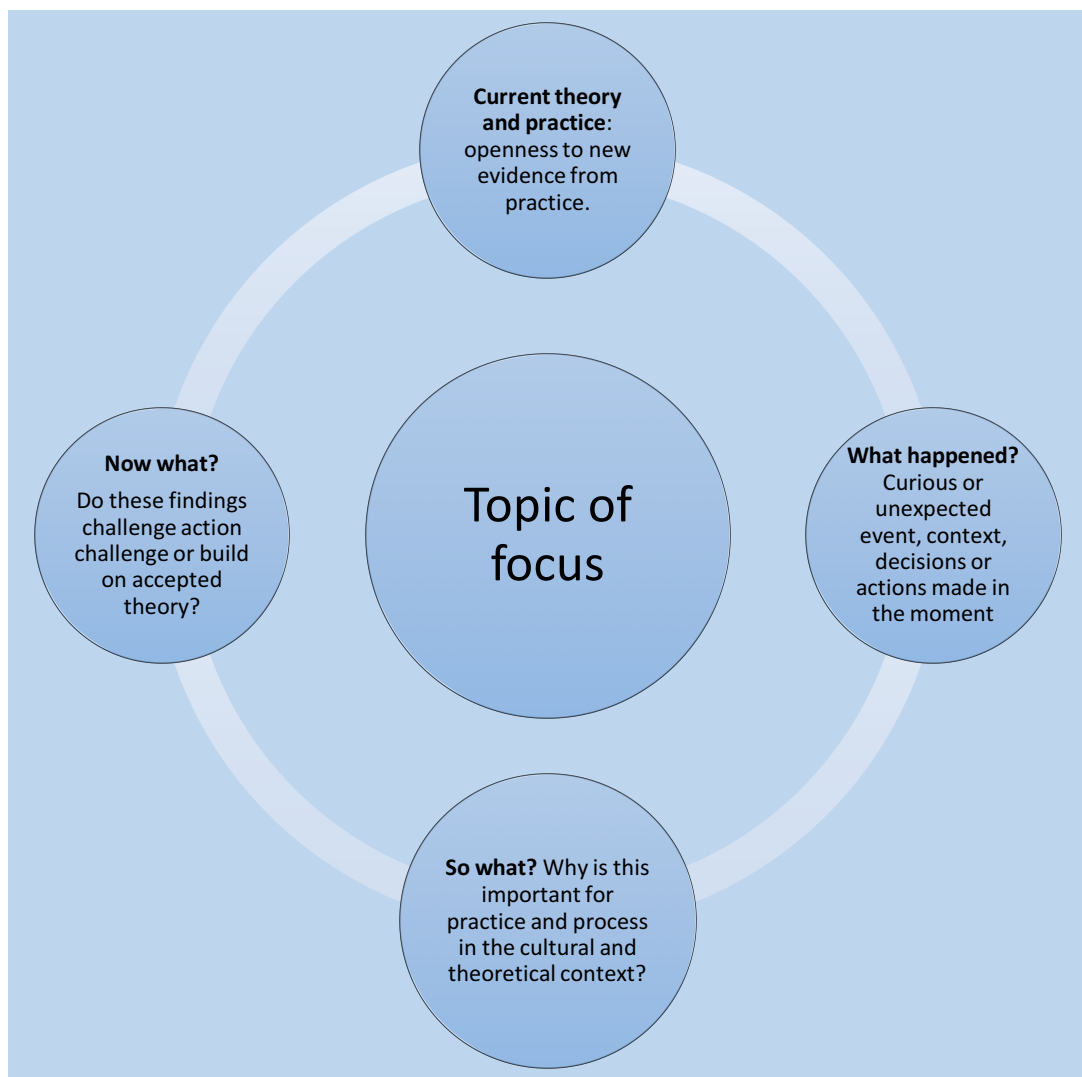 Current theory
and practice:
openness to new
evidence from
practice.
What happened?
Curious or
unexpected
event, context,
decisions or
actions made in
the moment
So what? Why is this
important for
practice and process
in the cultural and
theoretical context?
Now what?
Do these findings
challenge action
challenge or build
on accepted
theory?
Topic of
focus